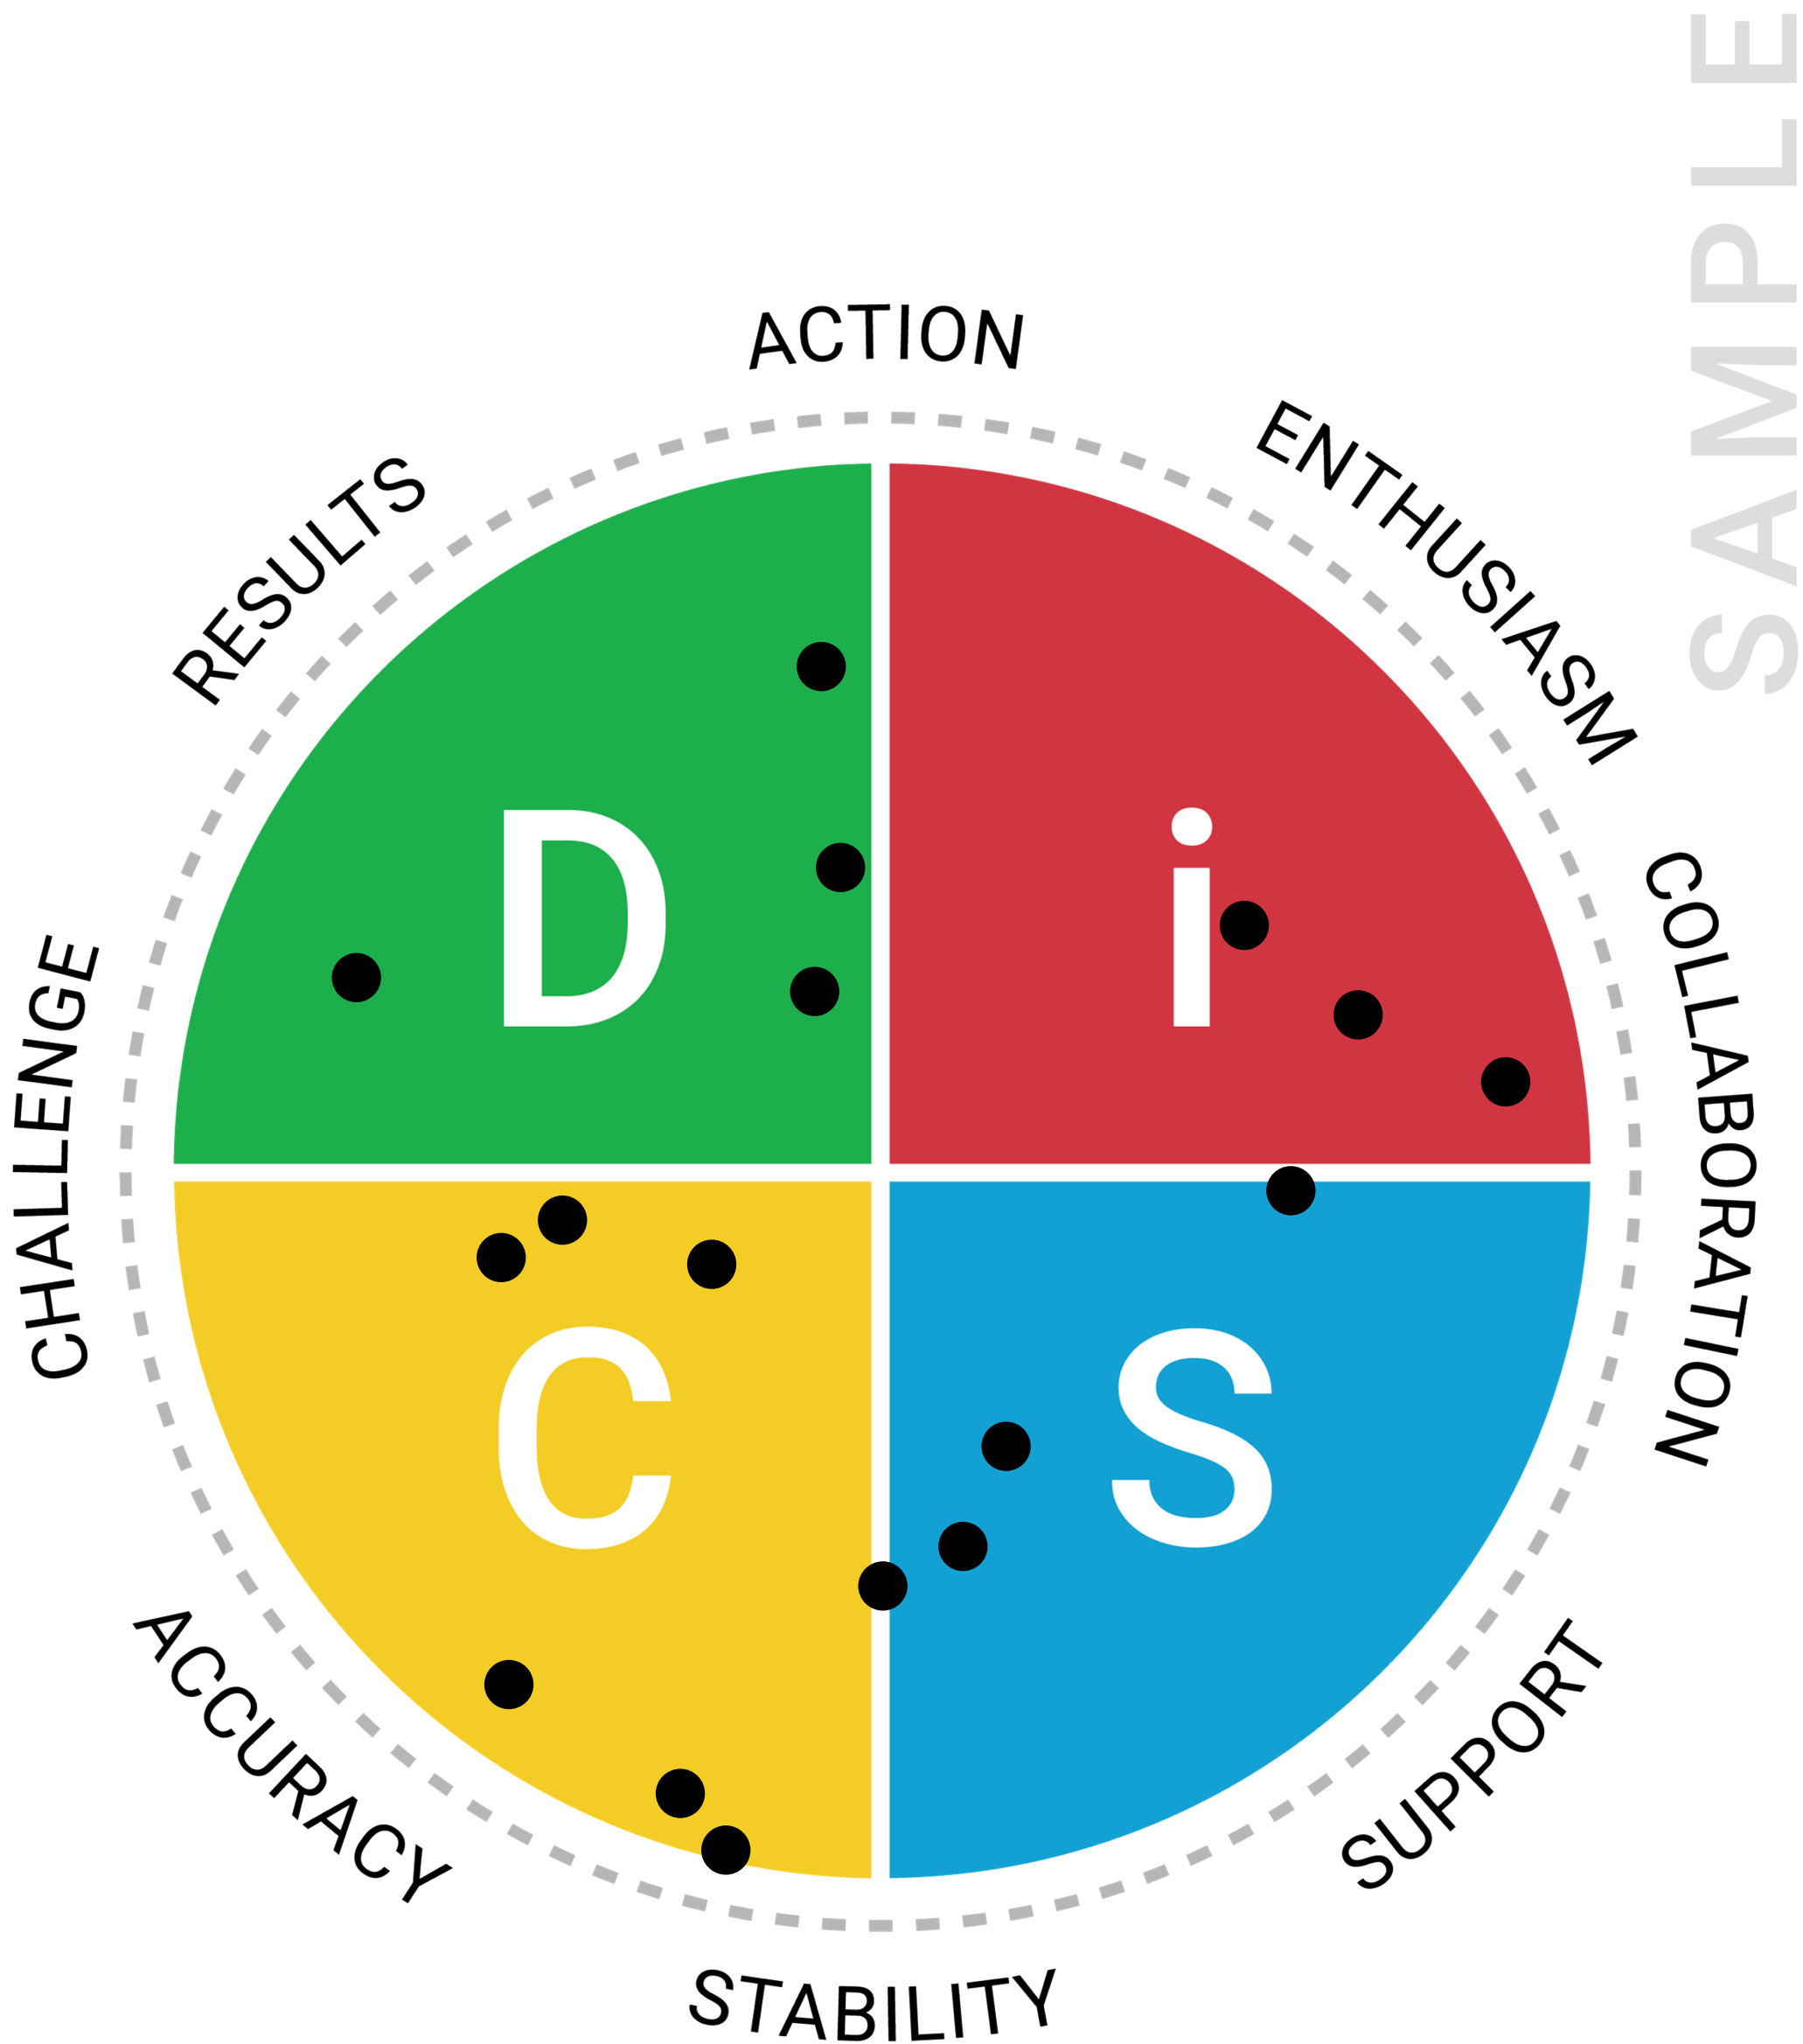 SAMPLE
ACTION
ENTHUSIASM
RESULTS
COLLABORATION
D
i
CHALLENGE
C
S
ACCURACY
SUPPORT
STABILITY